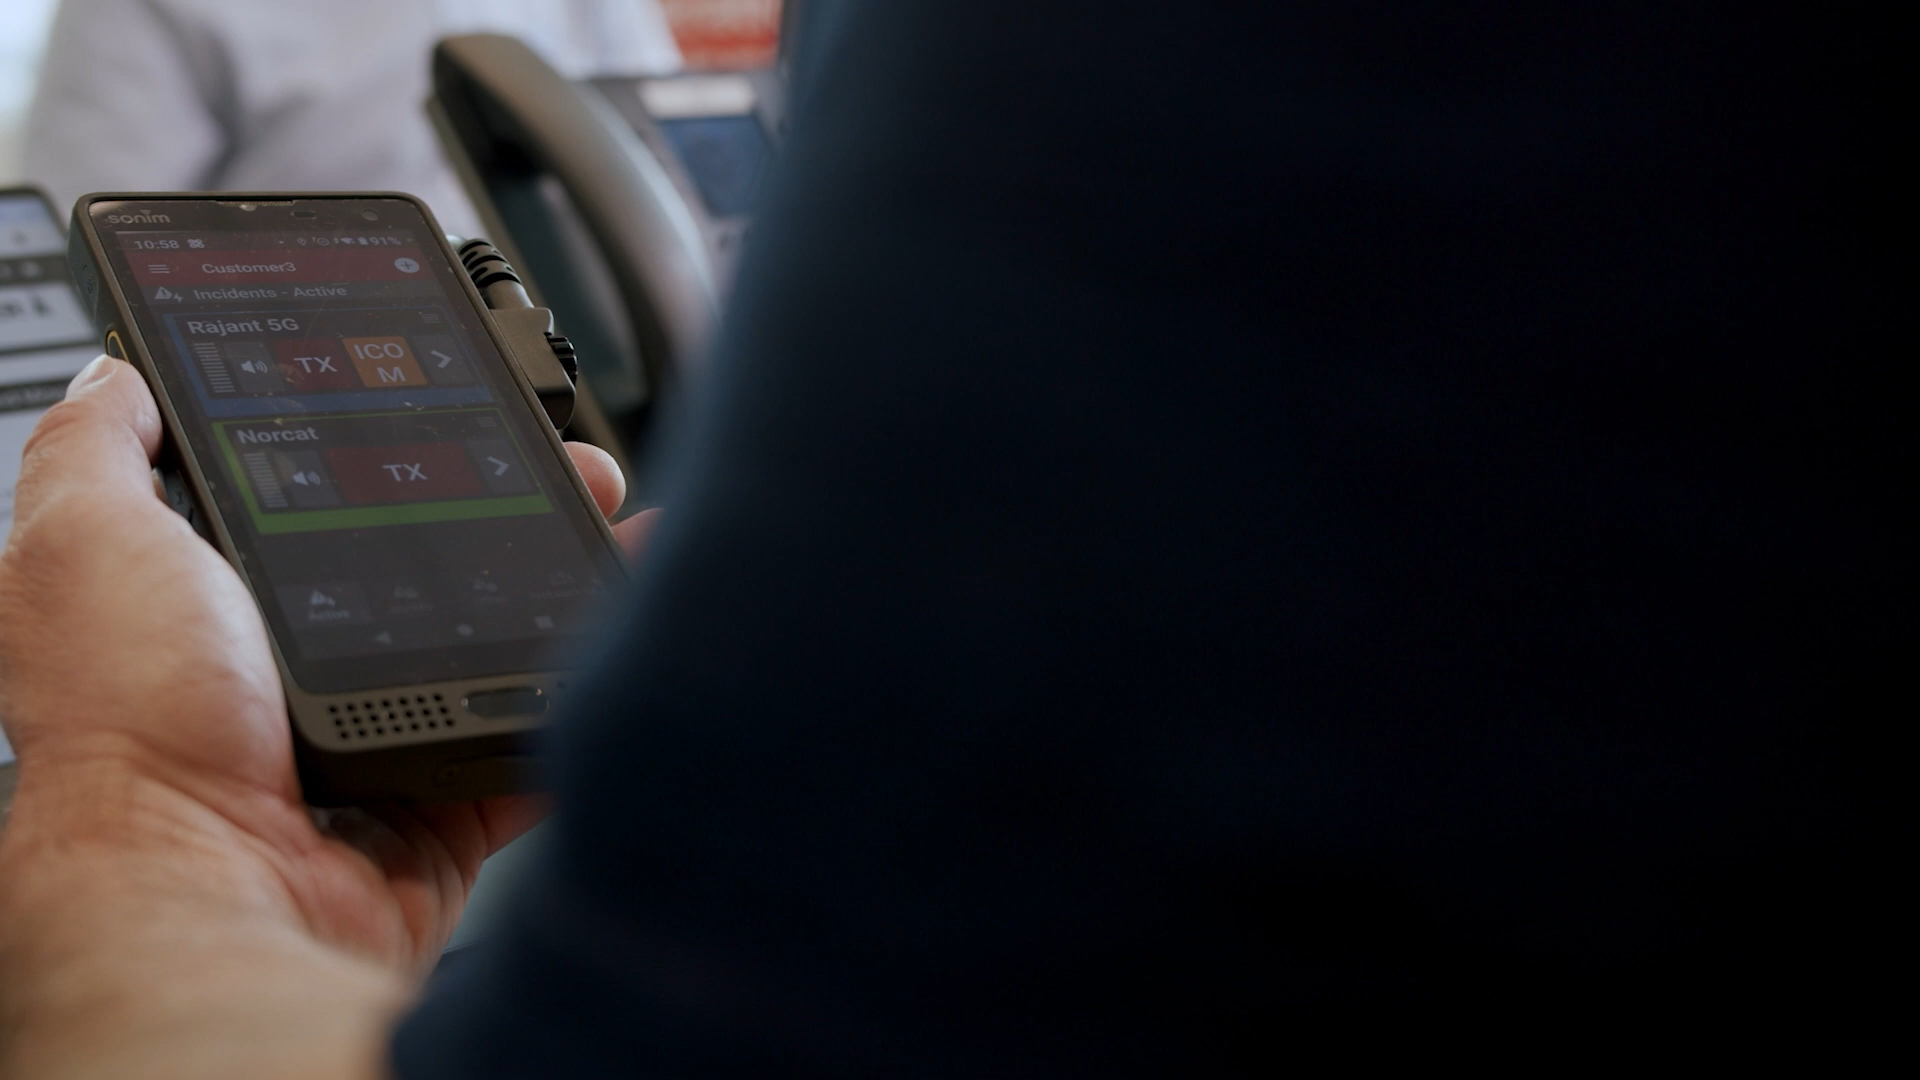 sonim
10:58 91%
Customer3
Incidents - Active
Rajant 5G
TX
ICO
M
Norcat
TX
Active